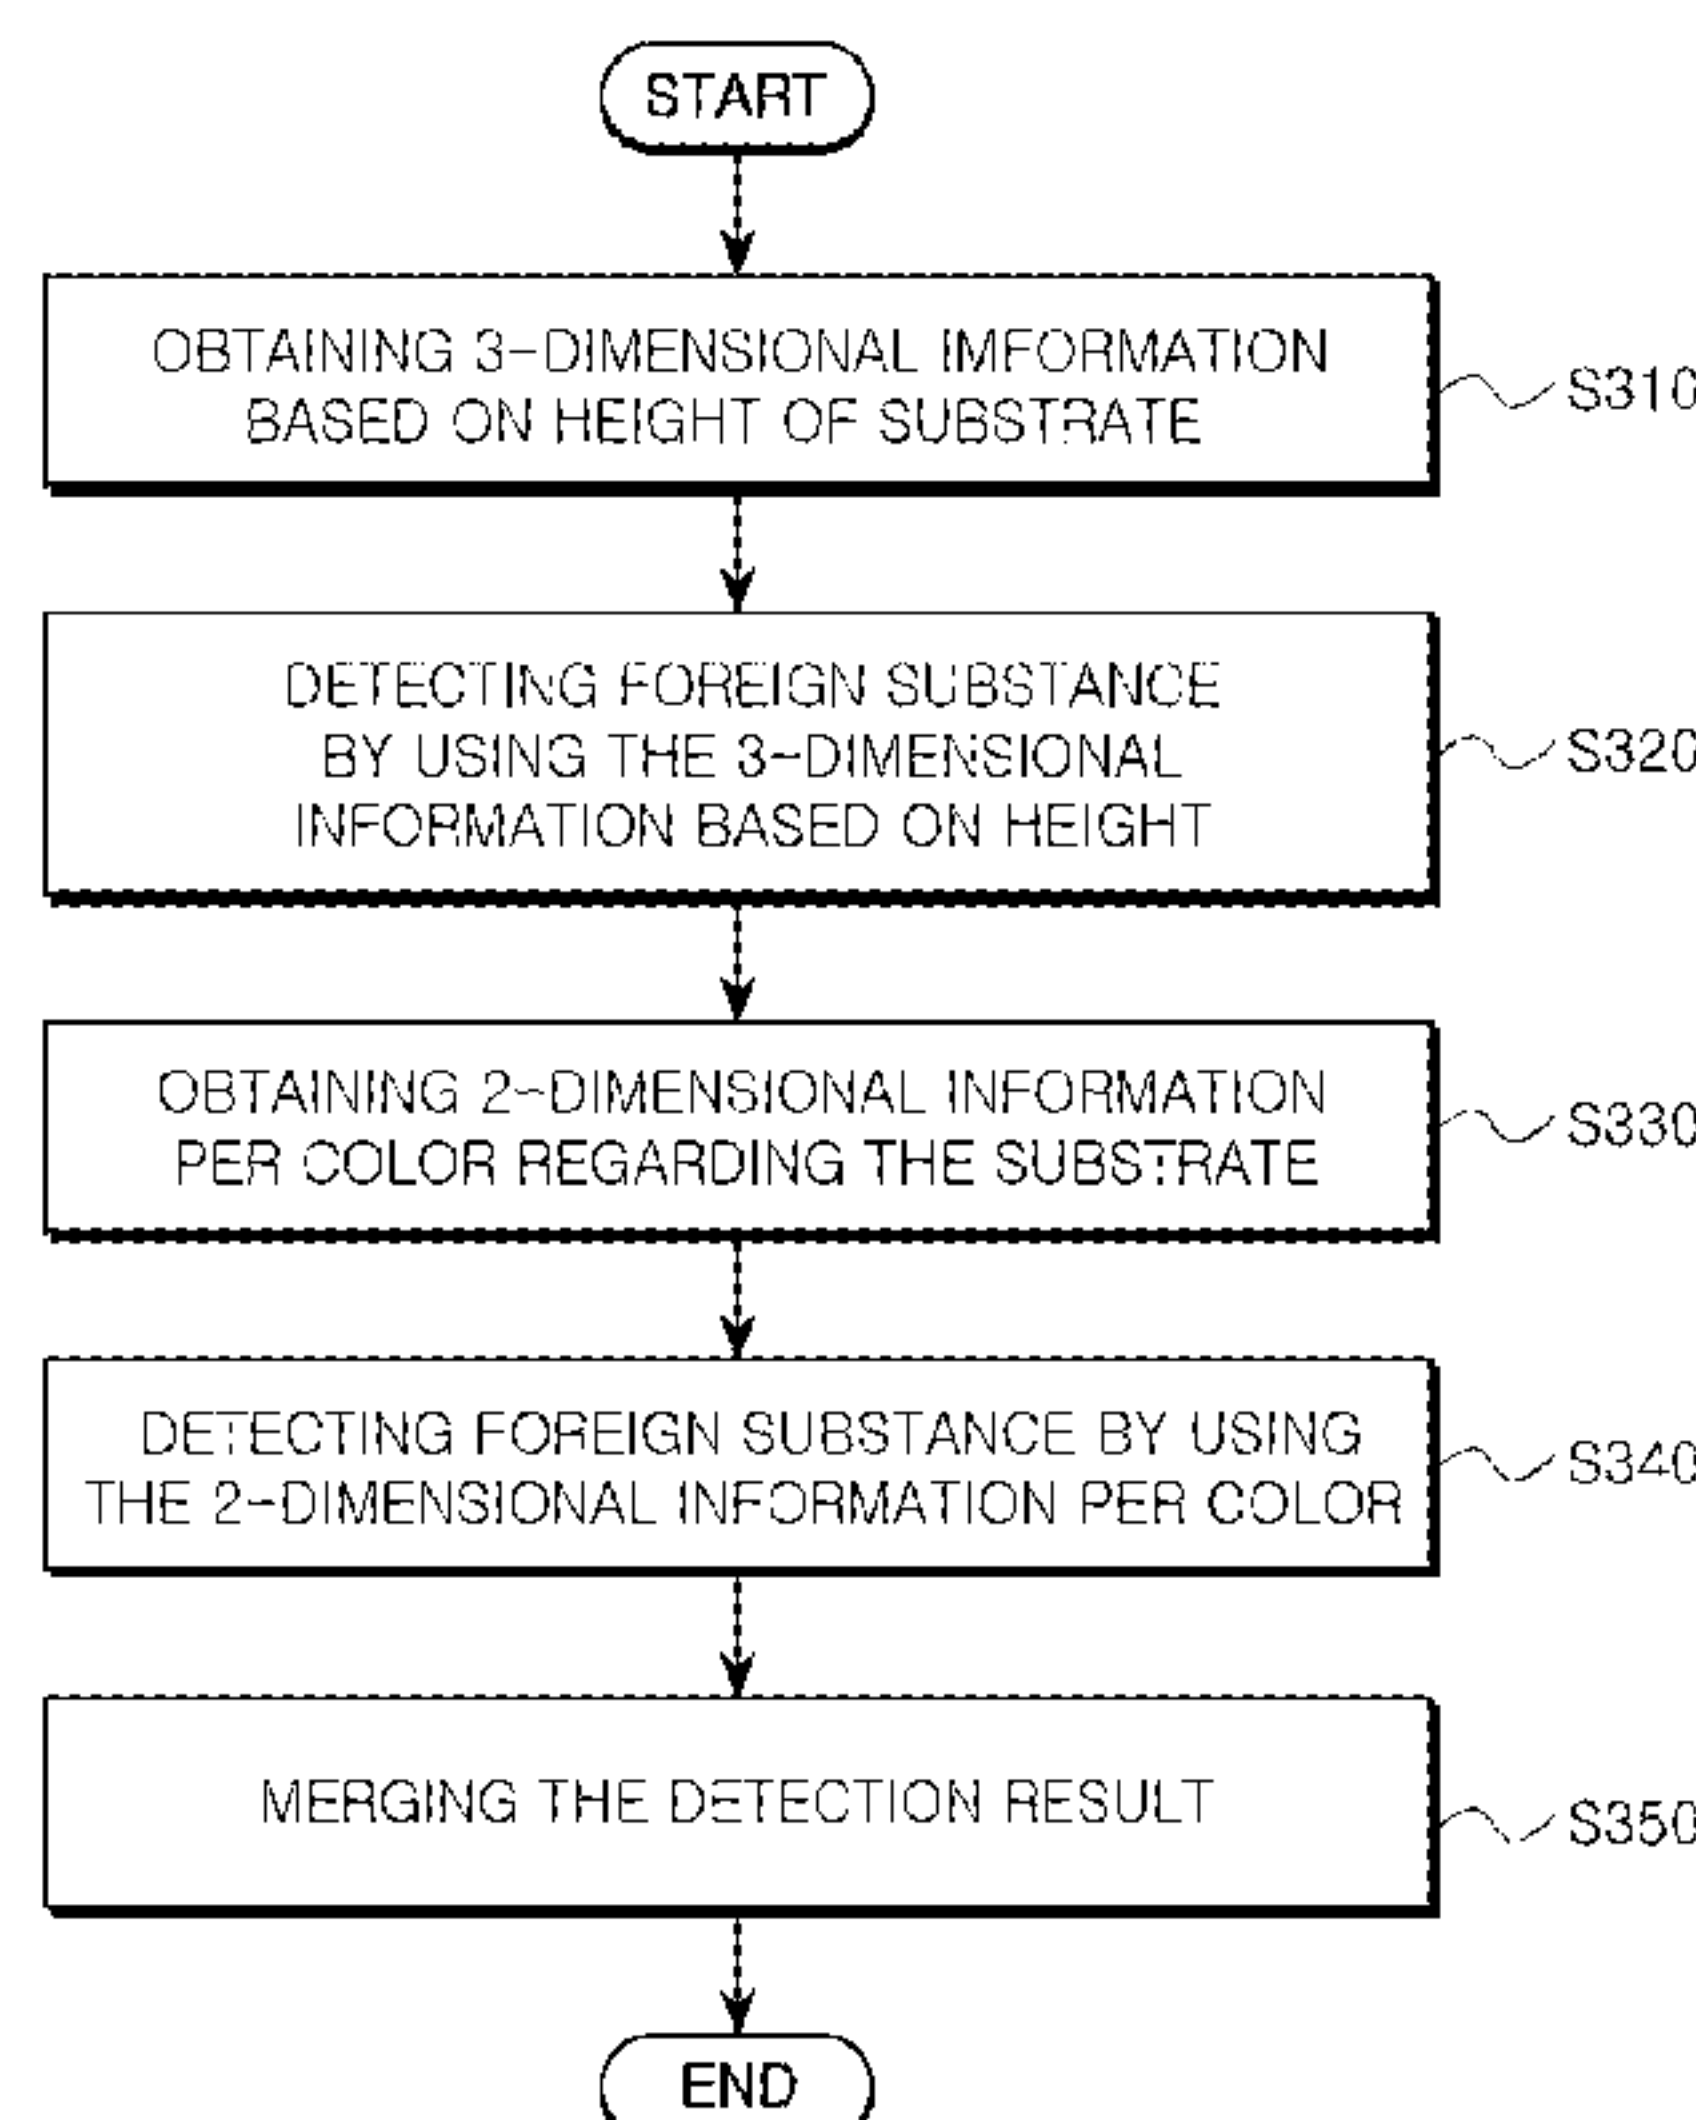 START
OBTAINING 3-DIMENSIONAL IMFORMATION
BASED ON HEIGHT OF SUBSTRATE
S310
DETECTING FOREIGN SUBSTANCE
BY USING THE 3-DIMENSIONAL
INFORMATION BASED ON HEIGHT
S320
OBTAINING 2-DIMENSIONAL INFORMATION
PER COLOR REGARDING THE SUBSTRATE
S330
DETECTING FOREIGN SUBSTANCE BY USING
THE 2-DIMENSIONAL INFORMATION PER COLOR
S340
MERGING THE DETECTION RESULT
S350
END